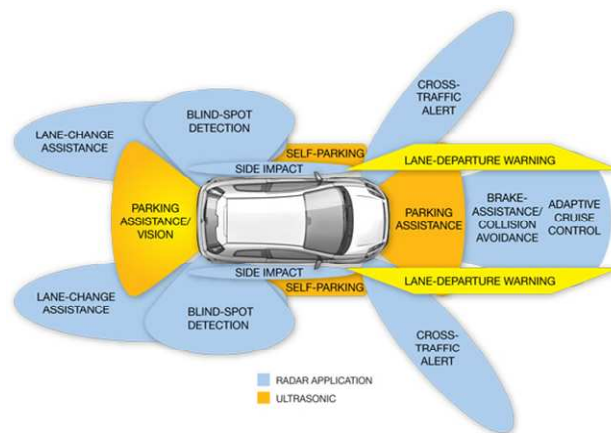 CROSS-
TRAFFIC
ALERT
BLIND-SPOT
DETECTION
LANE-CHANGE
ASSISTANCE
SELF-PARKING
SIDE IMPACT
LANE-DEPARTURE WARNING
PARKING
ASSISTANCE/
VISION
PARKING
ASSISTANCE
BRAKE-
ASSISTANCE/
COLLISION
AVOIDANCE
ADAPTIVE
CRUISE
CONTROL
SIDE IMPACT
LANE-DEPARTURE WARNING
SELF-PARKING
LANE-CHANGE
ASSISTANCE
BLIND-SPOT
DETECTION
CROSS-
TRAFFIC
ALERT
RADAR APPLICATION
ULTRASONIC